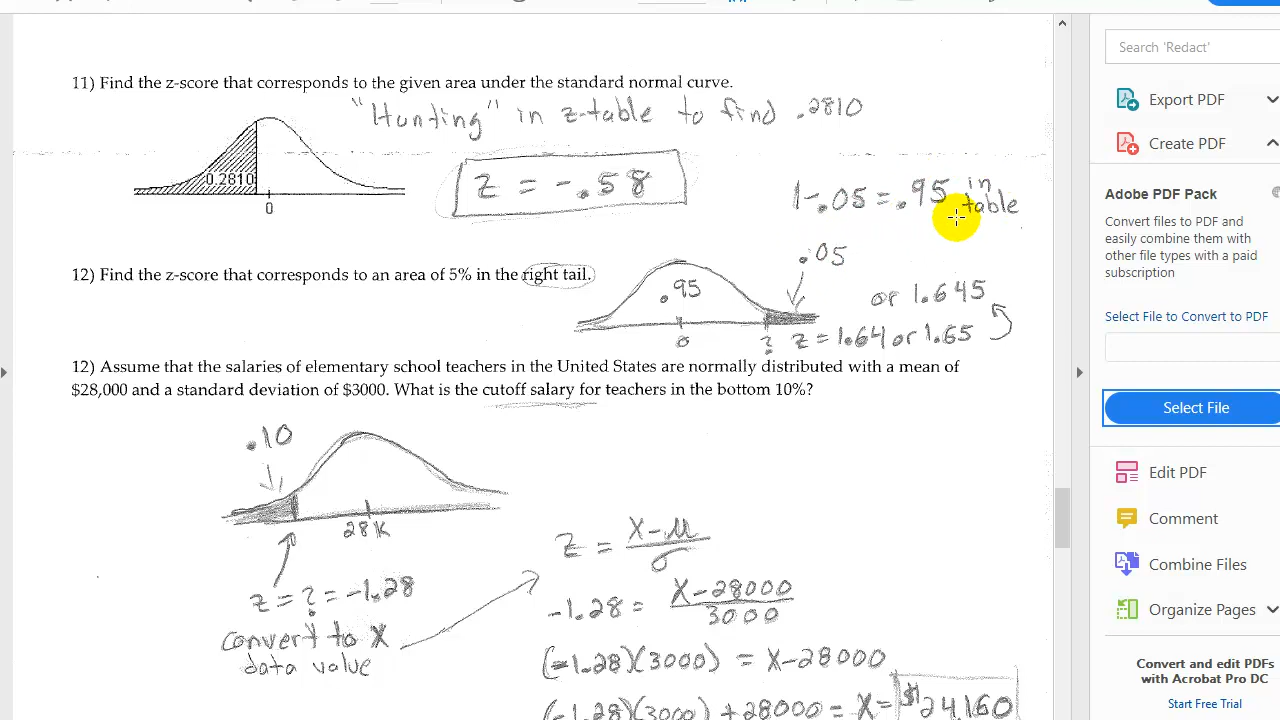 11) Find the z-score that corresponds to the given area under the standard normal curve.
"Hunting" in z-table to find .2810
0.2810
0
z = -.58
1-.05 = .95 in table
12) Find the z-score that corresponds to an area of 5% in the right tail.
.05
.95
or 1.645
0
? z = 1.64 or 1.65
12) Assume that the salaries of elementary school teachers in the United States are normally distributed with a mean of
$28,000 and a standard deviation of $3000. What is the cutoff salary for teachers in the bottom 10%?
.10
28K
z = ? = -1.28
convert to X
data value
z = X-μ
σ
-1.28 = X-28000
3000
(-1.28)(3000) = X-28000
(-1.28)(3000) + 28000 = X = $24,160
Search 'Redact'
Export PDF
Create PDF
Adobe PDF Pack
Convert files to PDF and
easily combine them with
other file types with a paid
subscription
Select File to Convert to PDF
Select File
Edit PDF
Comment
Combine Files
Organize Pages
Convert and edit PDFs
with Acrobat Pro DC
Start Free Trial